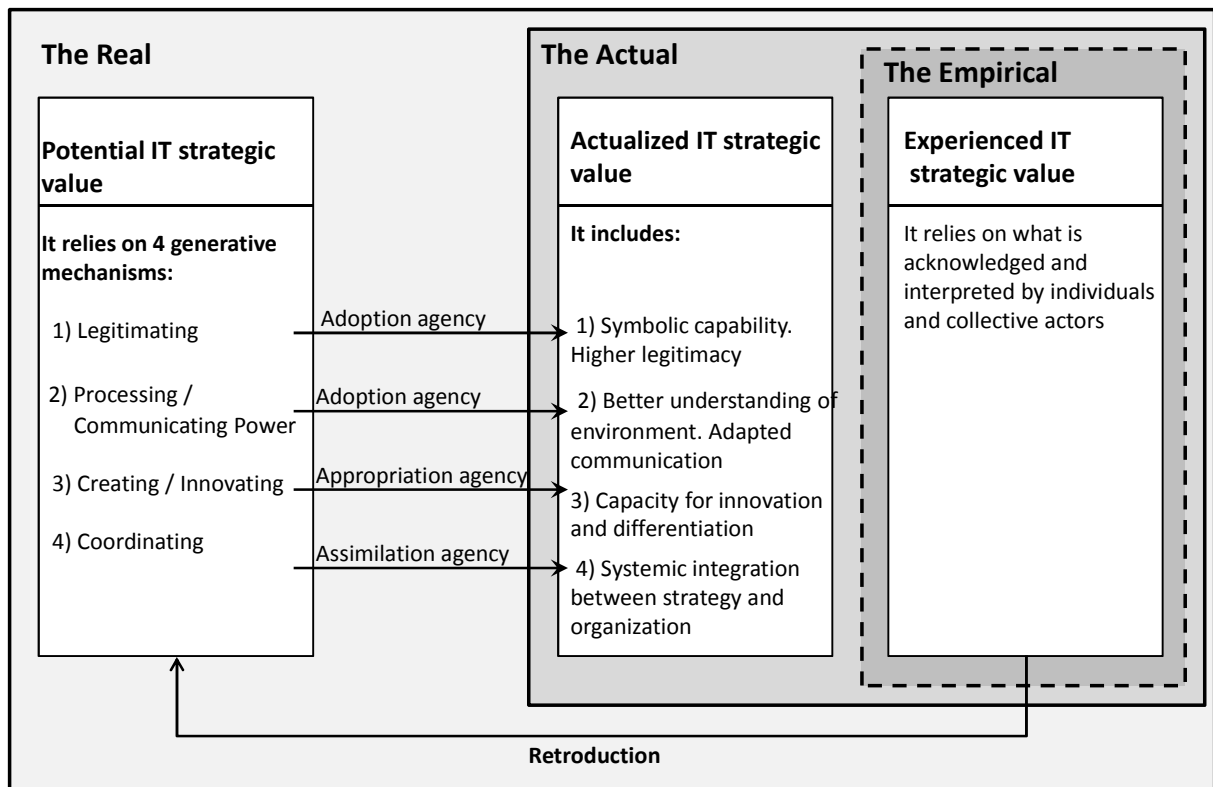 The Real
Potential IT strategic
value
It relies on 4 generative
mechanisms:
1) Legitimating
2) Processing /
Communicating Power
3) Creating / Innovating
4) Coordinating
Adoption agency
Adoption agency
Appropriation agency
Assimilation agency
The Actual
Actualized IT strategic
value
It includes:
1) Symbolic capability.
Higher legitimacy
2) Better understanding of
environment. Adapted
communication
3) Capacity for innovation
and differentiation
4) Systemic integration
between strategy and
organization
The Empirical
Experienced IT
strategic value
It relies on what is
acknowledged and
interpreted by individuals
and collective actors
Retroduction